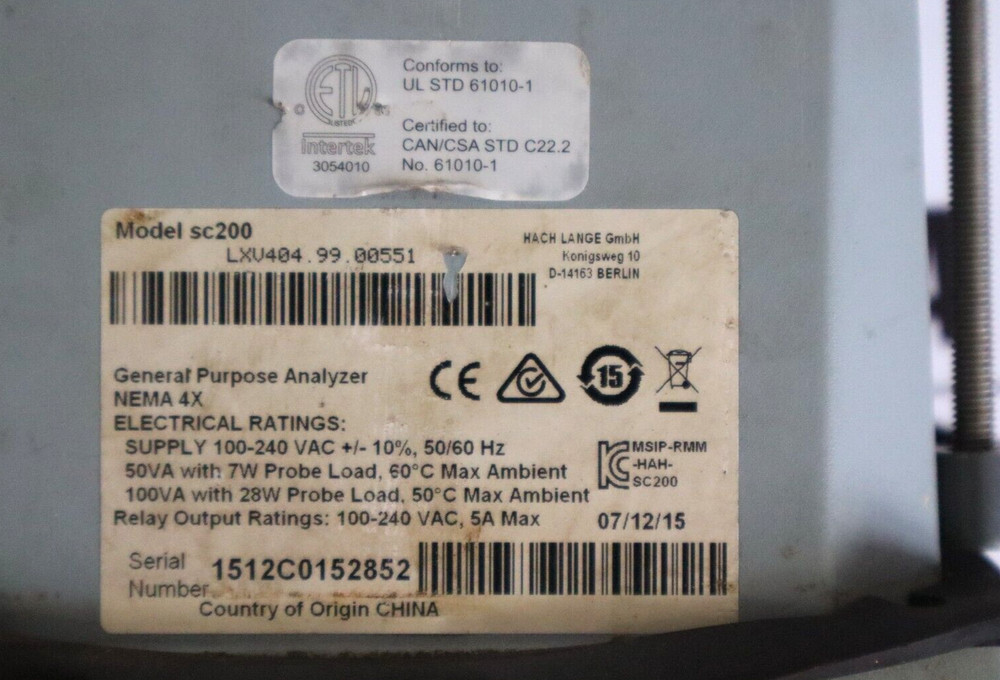 Conforms to:
UL STD 61010-1
ETL
LISTED
Certified to:
CAN/CSA STD C22.2
No. 61010-1
Intertek
3054010
Model sc200
LXV404.99.00551
HACH LANGE GmbH
Konigsweg 10
D-14163 BERLIN
General Purpose Analyzer
NEMA 4X
CE
15
ELECTRICAL RATINGS:
SUPPLY 100-240 VAC +/- 10%, 50/60 Hz
50VA with 7W Probe Load, 60°C Max Ambient
100VA with 28W Probe Load, 50°C Max Ambient
MSIP-RMM
-HAH-
SC200
Relay Output Ratings: 100-240 VAC, 5A Max
07/12/15
Serial
Number
1512C0152852
Country of Origin CHINA